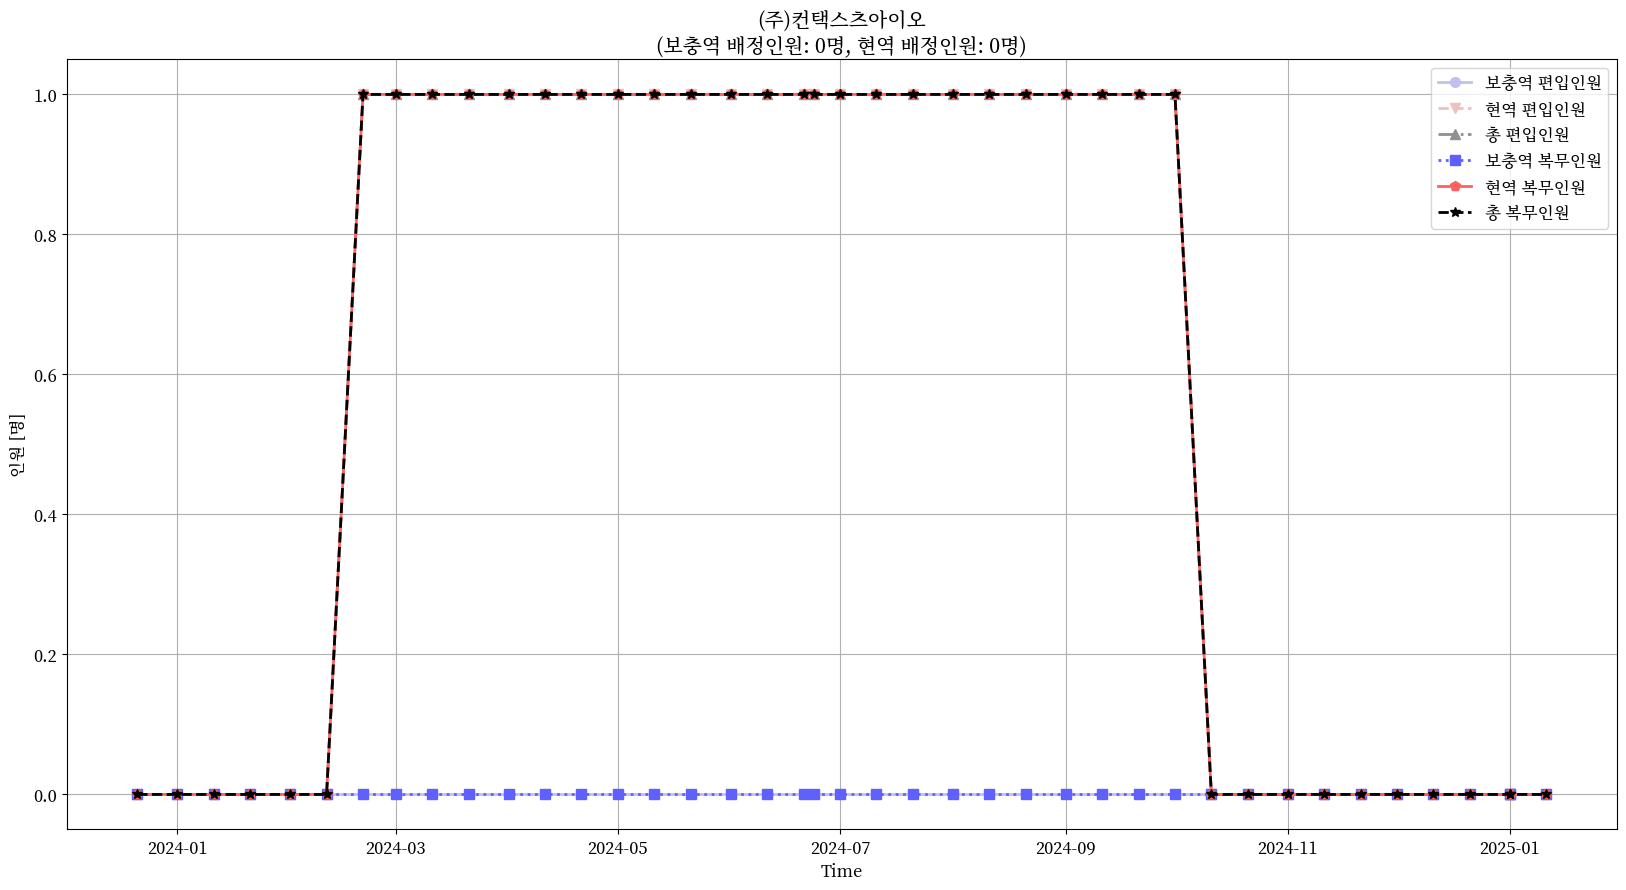 (주)컨택스츠아이오
(보충역 배정인원: 0명, 현역 배정인원: 0명)
보충역 편입인원
현역 편입인원
총 편입인원
보충역 복무인원
현역 복무인원
총 복무인원
인원 [명]
1.0
0.8
0.6
0.4
0.2
0.0
2024-01 2024-03 2024-05 2024-07 2024-09 2024-11 2025-01
Time